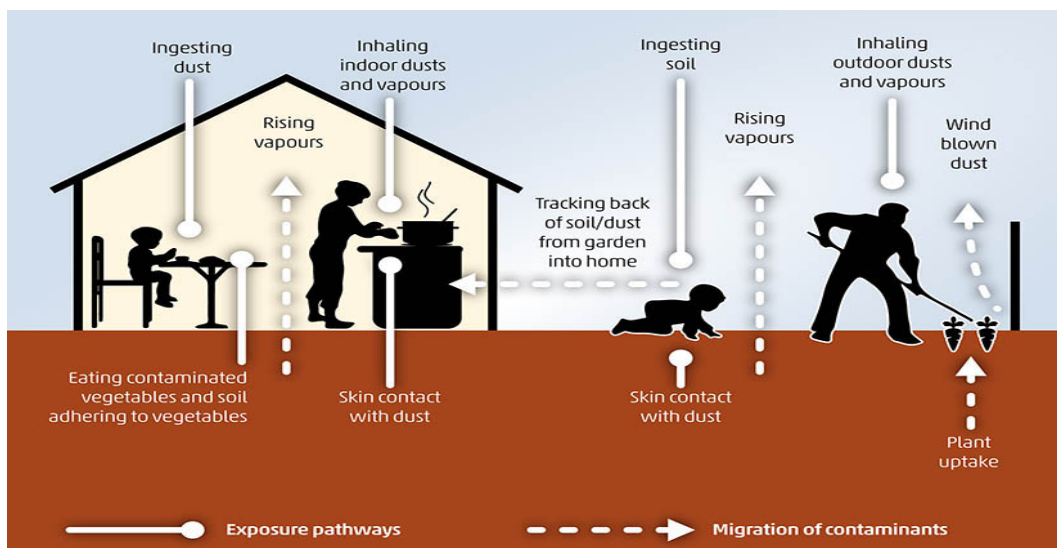 Ingesting
dust
Inhaling
indoor dusts
and vapours
Ingesting
soil
Inhaling
outdoor dusts
and vapours
Rising
vapours
Rising
vapours
Wind
blown
dust
Tracking back
of soil/dust
from garden
into home
Eating contaminated
vegetables and soil
adhering to vegetables
Skin contact
with dust
Skin contact
with dust
Plant
uptake
Exposure pathways
Migration of contaminants